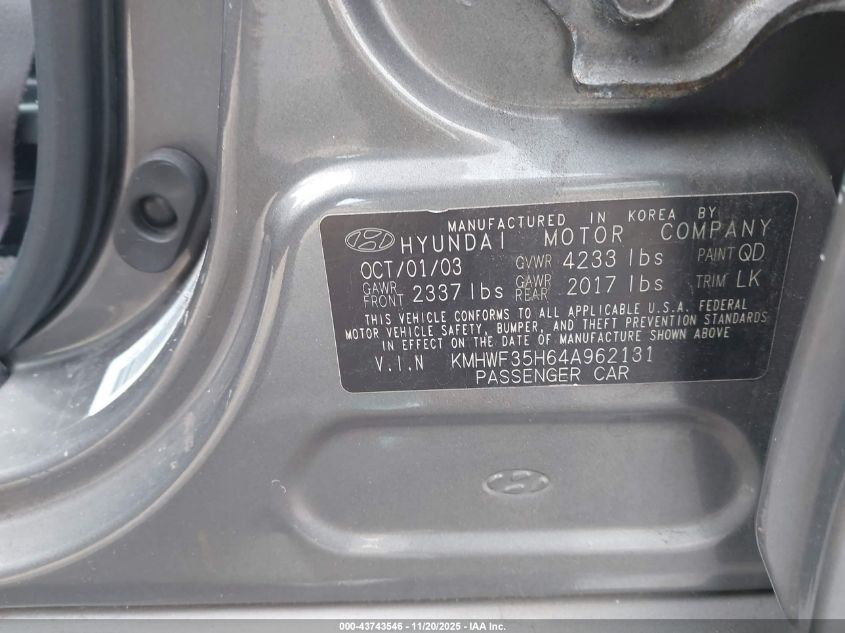 MANUFACTURED IN KOREA BY
HYUNDAI MOTOR COMPANY
OCT/01/03 GVWR 4233 lbs PAINT QD
GAWR FRONT 2337 lbs GAWR REAR 2017 lbs TRIM LK
THIS VEHICLE CONFORMS TO ALL APPLICABLE U.S.A. FEDERAL
MOTOR VEHICLE SAFETY, BUMPER, AND THEFT PREVENTION STANDARDS
IN EFFECT ON THE DATE OF MANUFACTURE SHOWN ABOVE
V.I.N KMHWF35H64A962131
PASSENGER CAR
000-43743546 - 11/20/2025 - IAA Inc.